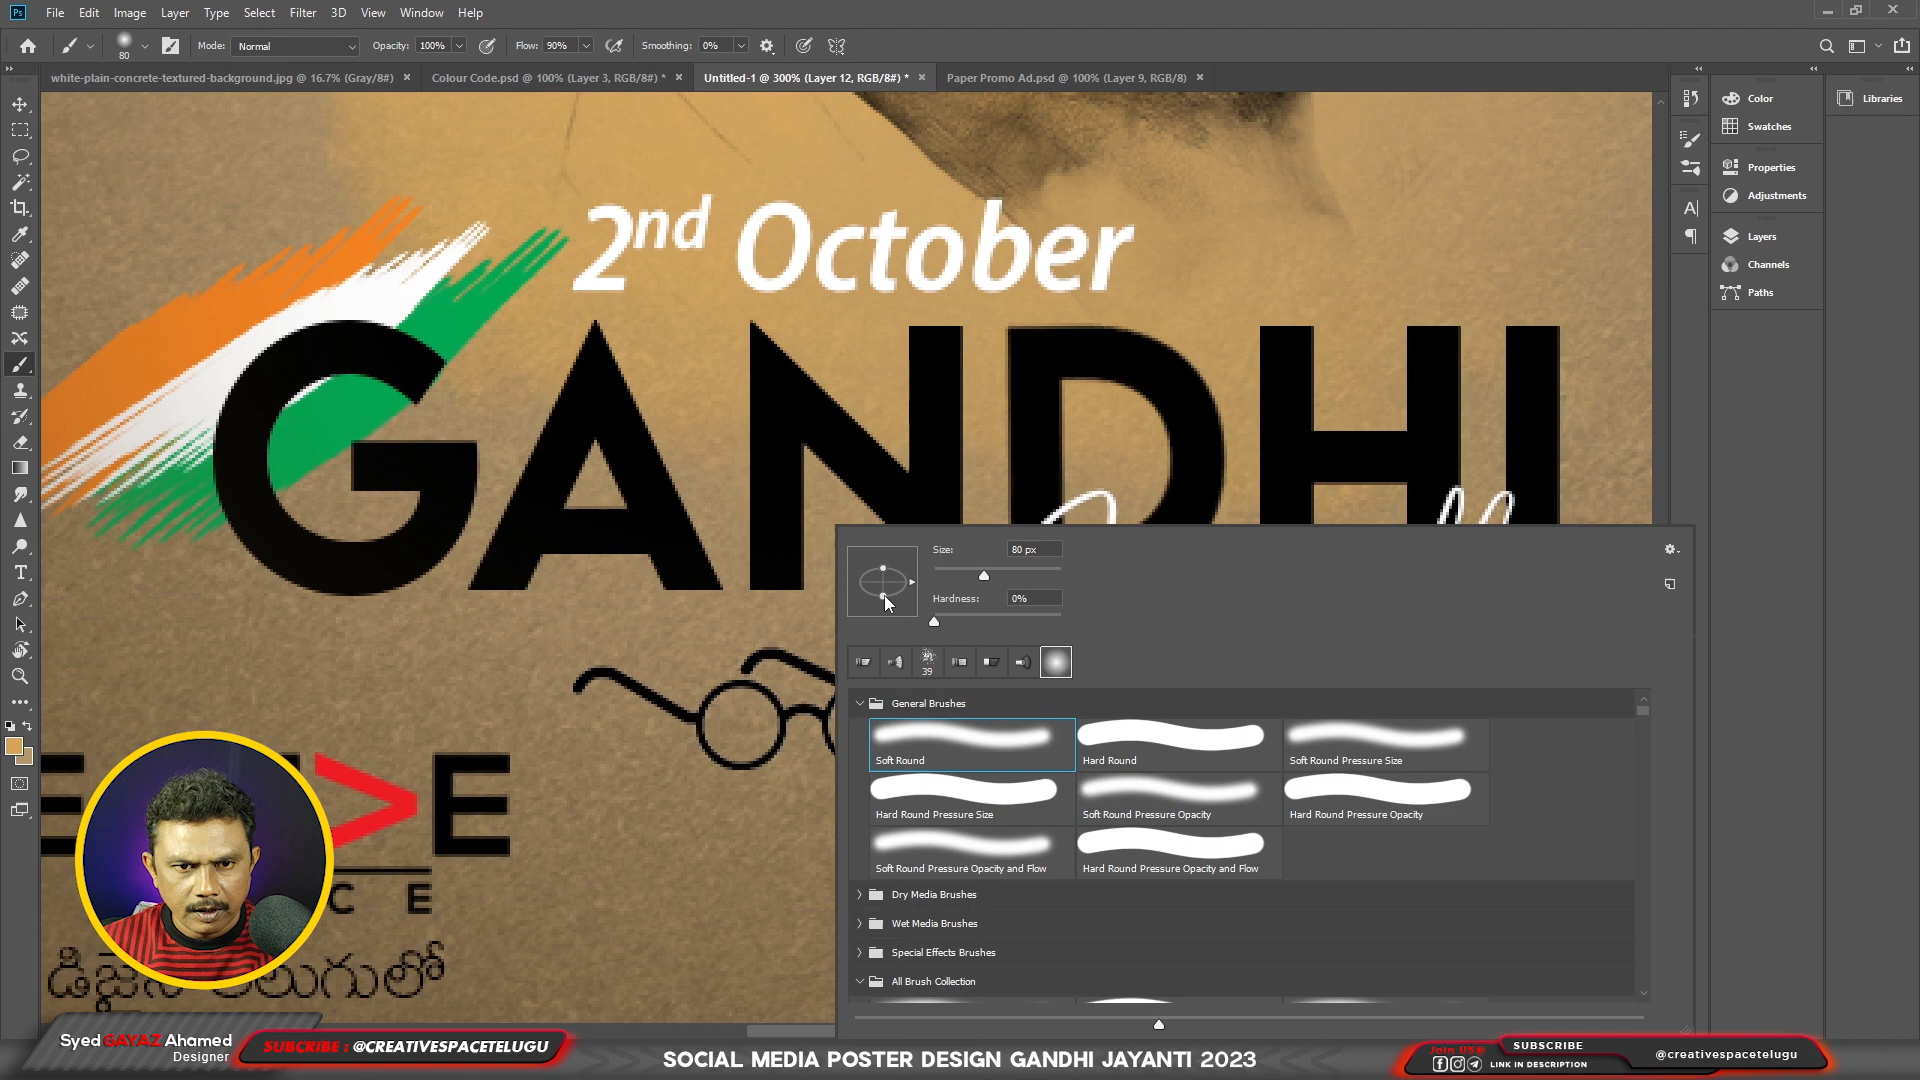 Ps File Edit Image Layer Type Select Filter 3D View Window Help
80 Mode: Normal Opacity: 100% Flow: 90% Smoothing: 0%
white-plain-concrete-textured-background.jpg @ 16.7% (Gray/8#) × Colour Code.psd @ 100% (Layer 3, RGB/8#) * × Untitled-1 @ 300% (Layer 12, RGB/8#) * × Paper Promo Ad.psd @ 100% (Layer 9, RGB/8) ×
Color
Swatches
Properties
Adjustments
Layers
Channels
Paths
Libraries
2nd October
GANDHI
Size: 80 px
Hardness: 0%
39
General Brushes
Soft Round Hard Round Soft Round Pressure Size
Hard Round Pressure Size Soft Round Pressure Opacity Hard Round Pressure Opacity
Soft Round Pressure Opacity and Flow Hard Round Pressure Opacity and Flow
Dry Media Brushes
Wet Media Brushes
Special Effects Brushes
All Brush Collection
>E
C E
Syed GAYAZ Ahamed
Designer
SUBCRIBE : @CREATIVESPACETELUGU
SOCIAL MEDIA POSTER DESIGN GANDHI JAYANTI 2023
Join US@
SUBSCRIBE
LINK IN DESCRIPTION
@creativespacetelugu